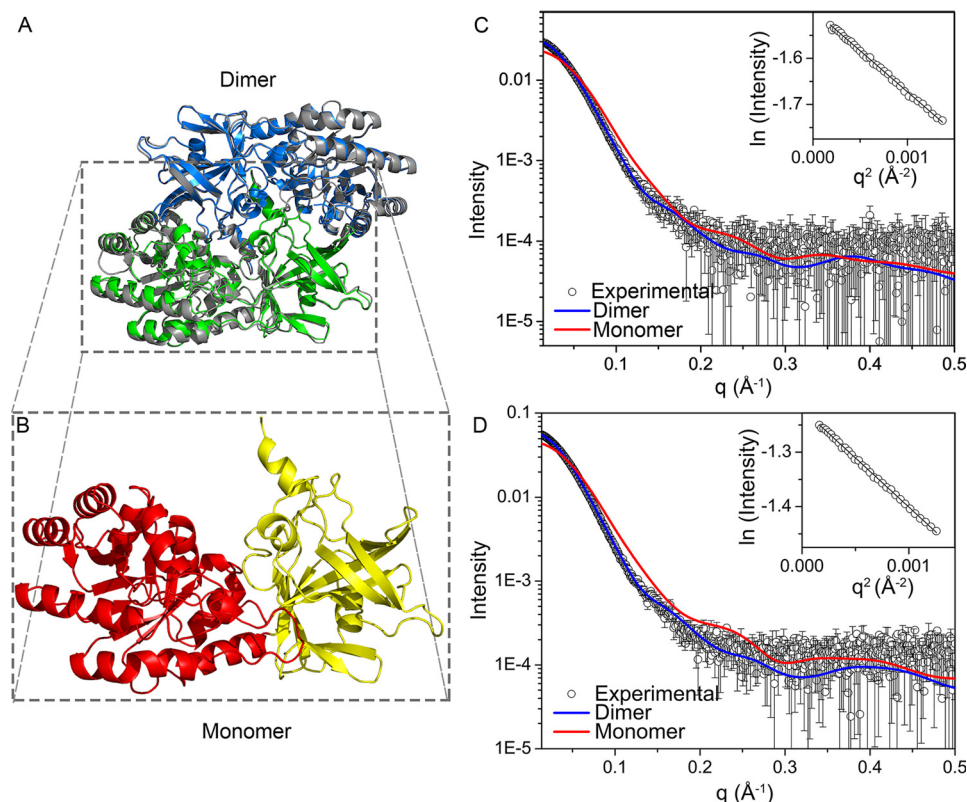 A
Dimer
B
Monomer
C
Intensity
0.01
1E-3
1E-4
1E-5
0.1
0.2
0.3
0.4
0.5
q (Å⁻¹)
Experimental
Dimer
Monomer
ln (Intensity)
-1.6
-1.7
0.000
0.001
q² (Å⁻²)
D
Intensity
0.1
0.01
1E-3
1E-4
1E-5
0.1
0.2
0.3
0.4
0.5
q (Å⁻¹)
Experimental
Dimer
Monomer
ln (Intensity)
-1.3
-1.4
0.000
0.001
q² (Å⁻²)